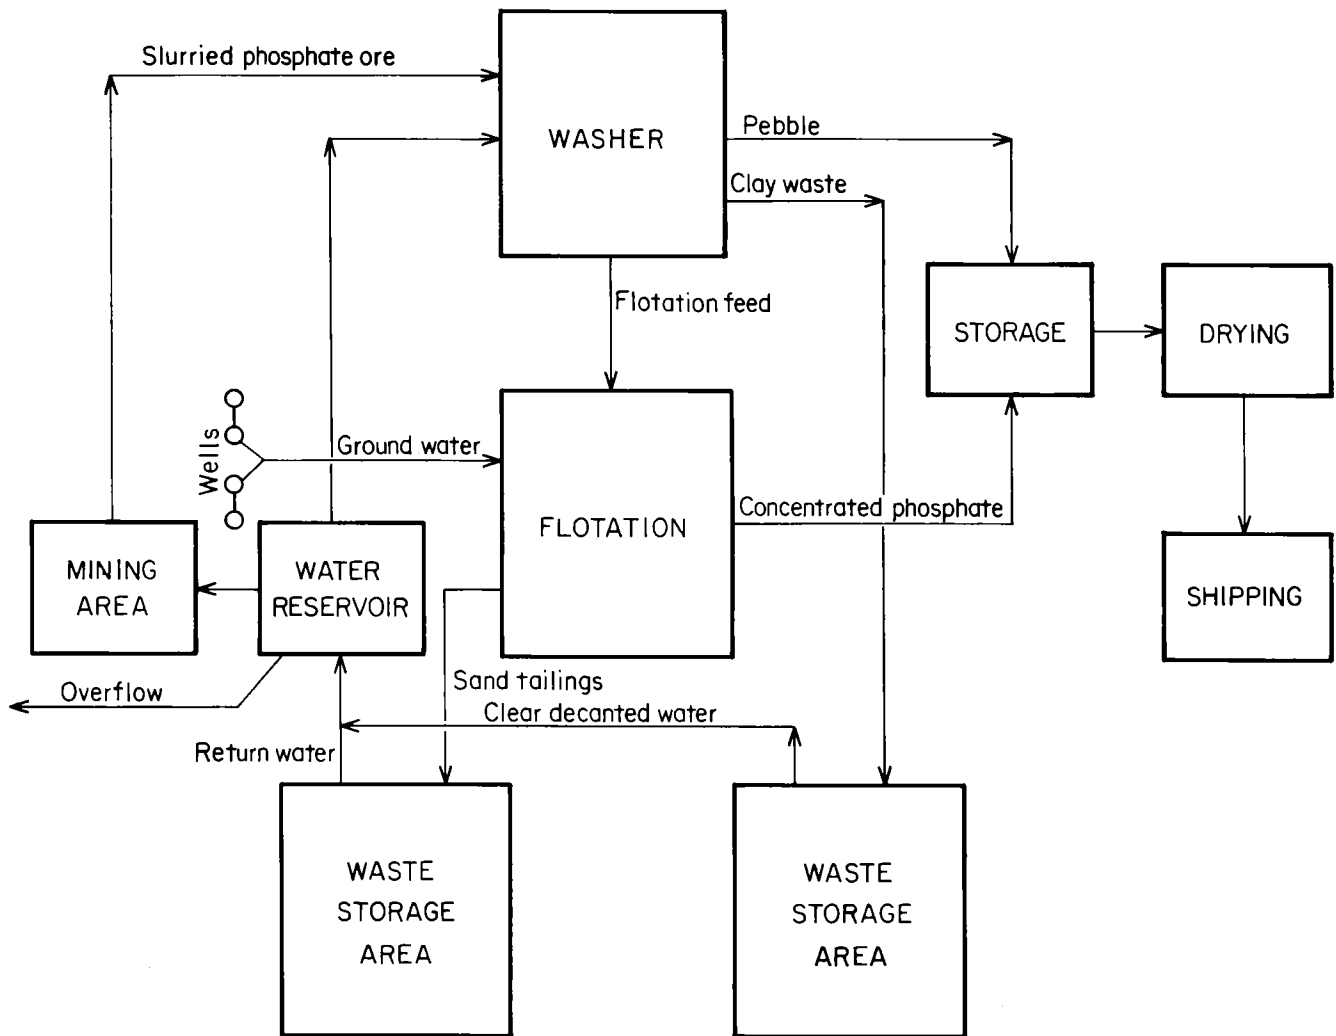 Slurried phosphate ore
WASHER
Pebble
Clay waste
Flotation feed
STORAGE
DRYING
Wells
Ground water
FLOTATION
Concentrated phosphate
MINING
AREA
WATER
RESERVOIR
SHIPPING
Overflow
Sand tailings
Clear decanted water
Return water
WASTE
STORAGE
AREA
WASTE
STORAGE
AREA